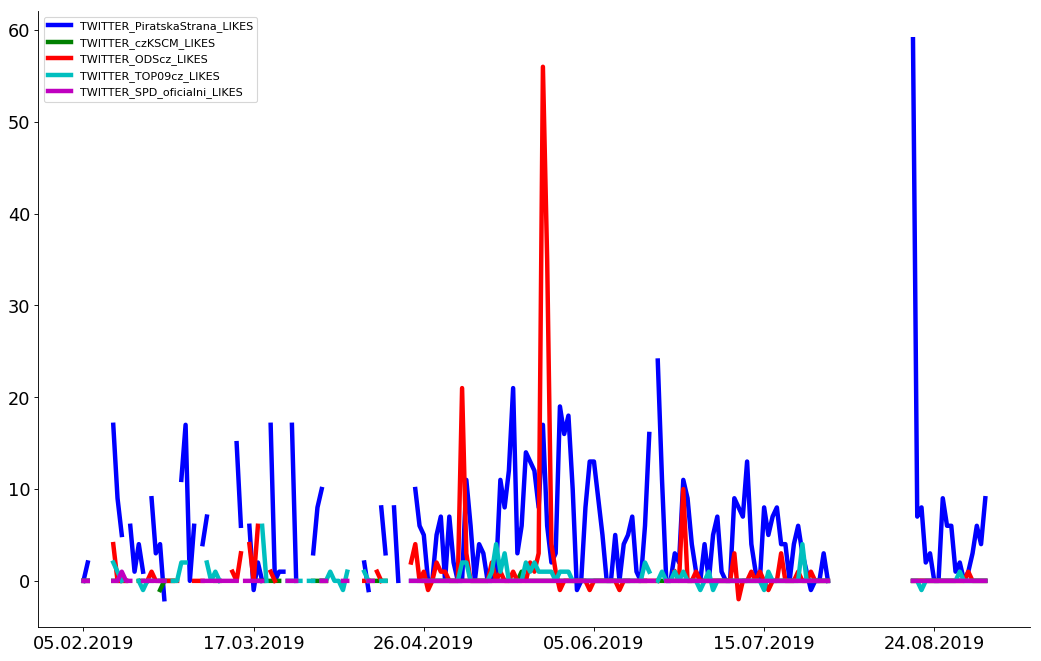 TWITTER_PiratskaStrana_LIKES
TWITTER_czKSCM_LIKES
TWITTER_ODScz_LIKES
TWITTER_TOP09cz_LIKES
TWITTER_SPD_oficialni_LIKES
60
50
40
30
20
10
0
05.02.2019 17.03.2019 26.04.2019 05.06.2019 15.07.2019 24.08.2019